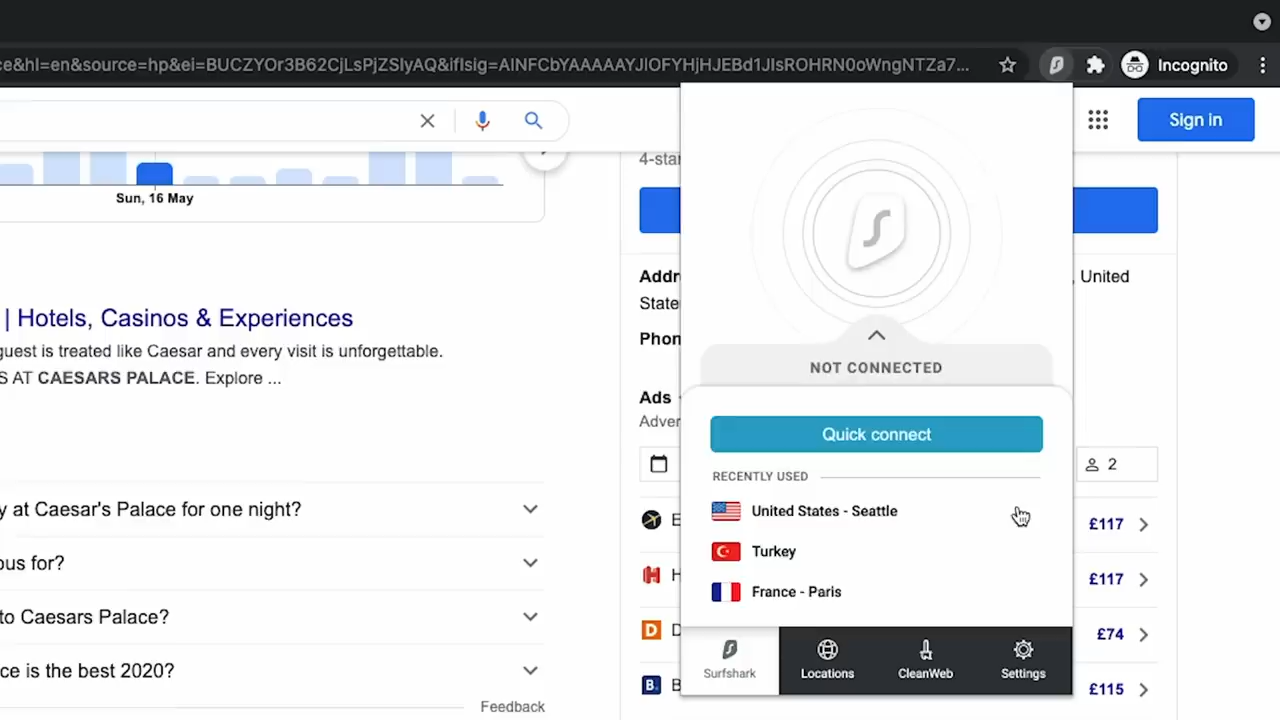 ce&hl=en&source=hp&ei=BUCZYOr3B62CjLsPjZSIyAQ&iflsig=AINFCbYAAAAAYJlOFYHjHJEBd1JIsROHRN0oWngNTZa7...
Incognito
Sign in
Sun, 16 May
| Hotels, Casinos & Experiences
guest is treated like Caesar and every visit is unforgettable.
S AT CAESARS PALACE. Explore ...
y at Caesar's Palace for one night?
ous for?
to Caesars Palace?
ce is the best 2020?
Feedback
4-star
Addr
, United
State
Phon
Ads
Adver
2
E
£117
H
£117
D
£74
B
£115
NOT CONNECTED
Quick connect
RECENTLY USED
United States - Seattle
Turkey
France - Paris
Surfshark
Locations
CleanWeb
Settings